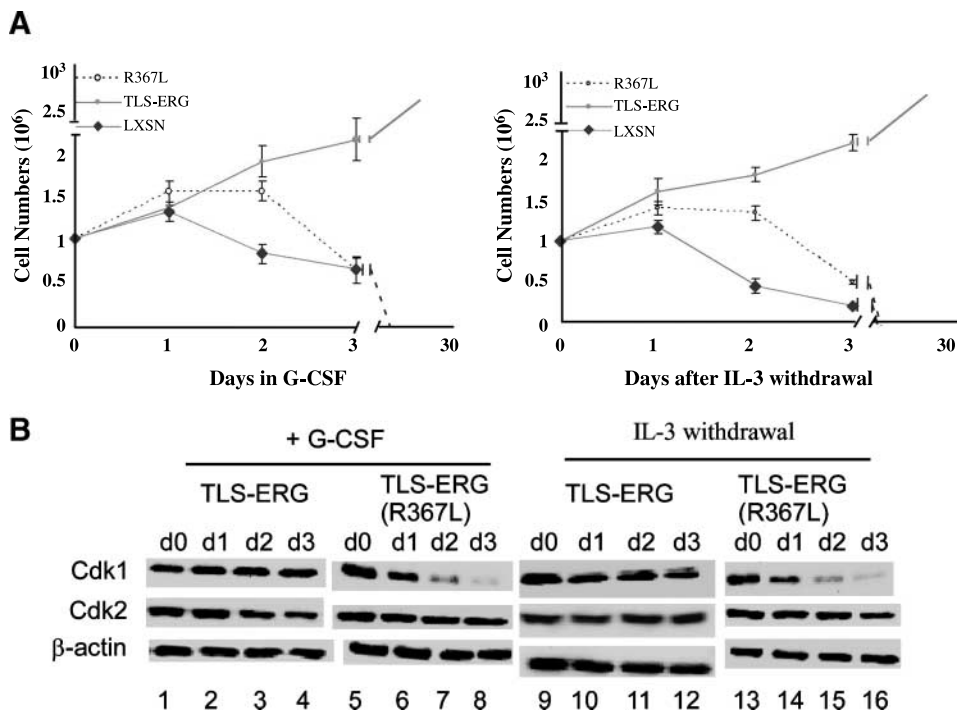 A
10³
2.5
2
1.5
1
0.5
0
Cell Numbers (10⁶)
R367L
TLS-ERG
LXSN
0 1 2 3 30
Days in G-CSF
10³
2.5
2
1.5
1
0.5
0
Cell Numbers (10⁶)
R367L
TLS-ERG
LXSN
0 1 2 3 30
Days after IL-3 withdrawal
B
+ G-CSF IL-3 withdrawal
TLS-ERG TLS-ERG (R367L) TLS-ERG TLS-ERG (R367L)
d0 d1 d2 d3 d0 d1 d2 d3 d0 d1 d2 d3 d0 d1 d2 d3
Cdk1
Cdk2
β-actin
1 2 3 4 5 6 7 8 9 10 11 12 13 14 15 16